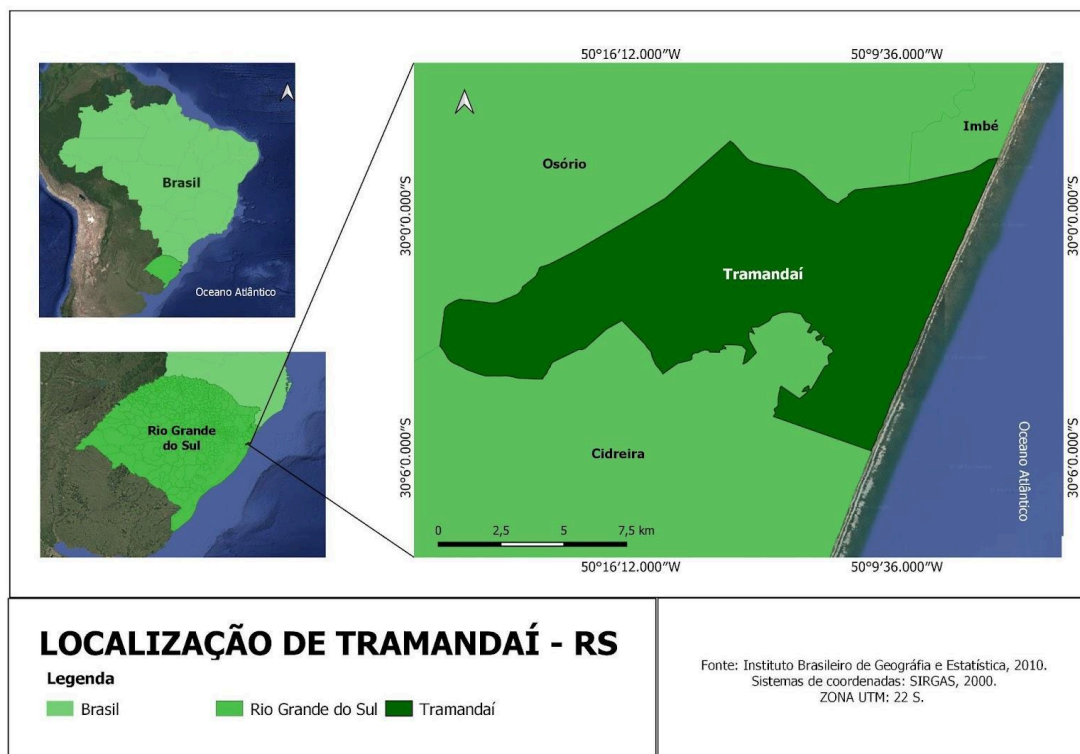 Brasil
Oceano Atlântico
Rio Grande
do Sul
50°16'12.000"W
50°9'36.000"W
30°0'0.000"S
30°0'0.000"S
Imbé
Osório
Tramandaí
Cidreira
30°6'0.000"S
30°6'0.000"S
Oceano Atlântico
0 2,5 5 7,5 km
50°16'12.000"W
50°9'36.000"W
LOCALIZAÇÃO DE TRAMANDAÍ - RS
Legenda
Brasil
Rio Grande do Sul
Tramandaí
Fonte: Instituto Brasileiro de Geográfia e Estatística, 2010.
Sistemas de coordenadas: SIRGAS, 2000.
ZONA UTM: 22 S.